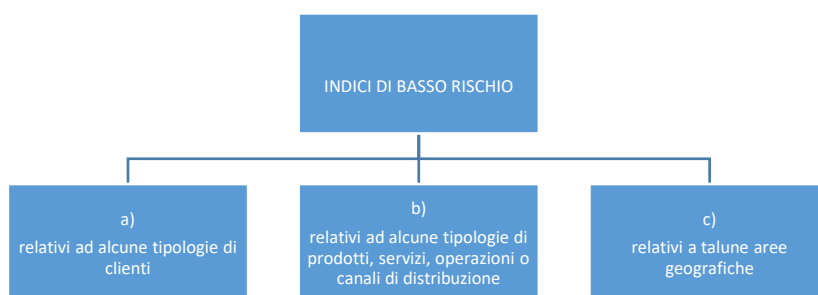 INDICI DI BASSO RISCHIO
a)
relativi ad alcune tipologie di
clienti
b)
relativi ad alcune tipologie di
prodotti, servizi, operazioni o
canali di distribuzione
c)
relativi a talune aree
geografiche